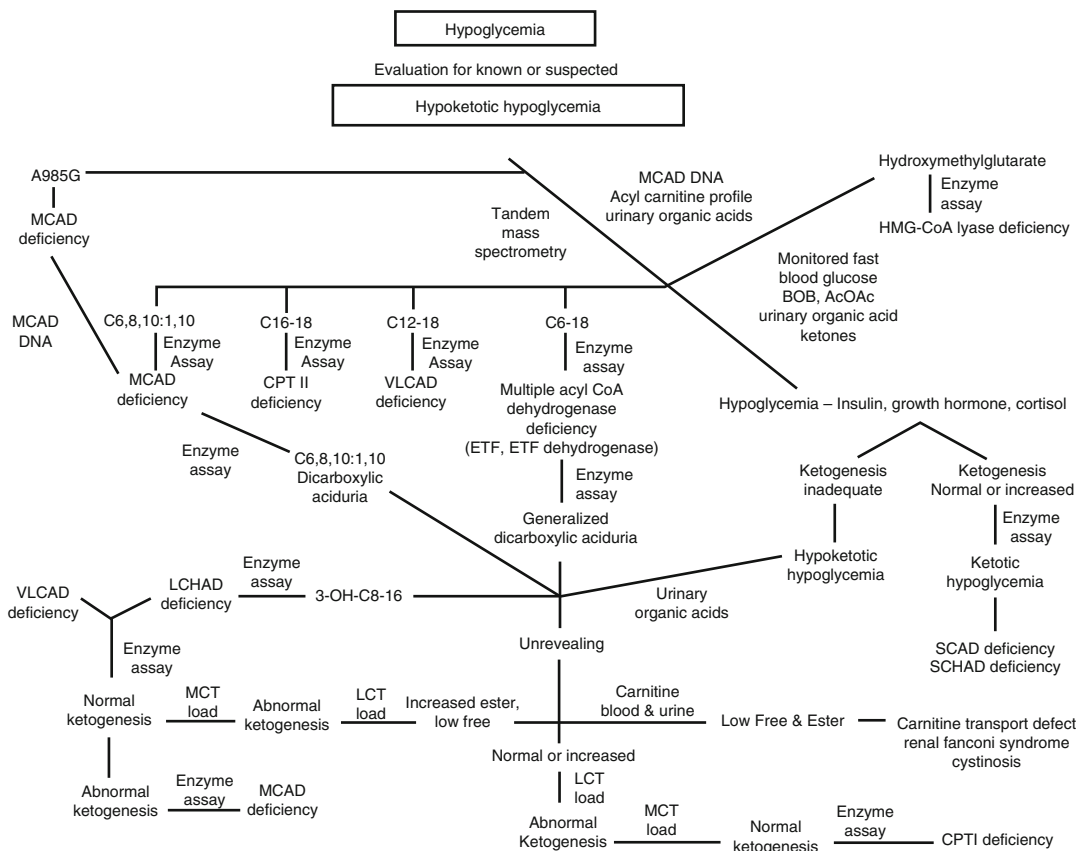 Hypoglycemia
Evaluation for known or suspected
Hypoketotic hypoglycemia
A985G
MCAD
deficiency
MCAD
DNA
Tandem
mass
spectrometry
MCAD DNA
Acyl carnitine profile
urinary organic acids
Hydroxymethylglutarate
Enzyme
assay
HMG-CoA lyase deficiency
Monitored fast
blood glucose
BOB, AcOAc
urinary organic acid
ketones
C6,8,10:1,10
Enzyme
Assay
MCAD
deficiency
C16-18
Enzyme
Assay
CPT II
deficiency
C12-18
Enzyme
Assay
VLCAD
deficiency
C6-18
Enzyme
assay
Multiple acyl CoA
dehydrogenase
deficiency
(ETF, ETF dehydrogenase)
Enzyme
assay
Generalized
dicarboxylic aciduria
Enzyme
assay
C6,8,10:1,10
Dicarboxylic
aciduria
Hypoglycemia – Insulin, growth hormone, cortisol
Ketogenesis
inadequate
Hypoketotic
hypoglycemia
Ketogenesis
Normal or increased
Enzyme
assay
Ketotic
hypoglycemia
SCAD deficiency
SCHAD deficiency
Urinary
organic acids
VLCAD
deficiency
LCHAD
deficiency
Enzyme
assay
3-OH-C8-16
Unrevealing
Enzyme
assay
Normal
ketogenesis
MCT
load
Abnormal
ketogenesis
LCT
load
Increased ester,
low free
Carnitine
blood & urine
Low Free & Ester
Carnitine transport defect
renal fanconi syndrome
cystinosis
Abnormal
ketogenesis
Enzyme
assay
MCAD
deficiency
Normal or increased
LCT
load
Abnormal
Ketogenesis
MCT
load
Normal
ketogenesis
Enzyme
assay
CPTI deficiency